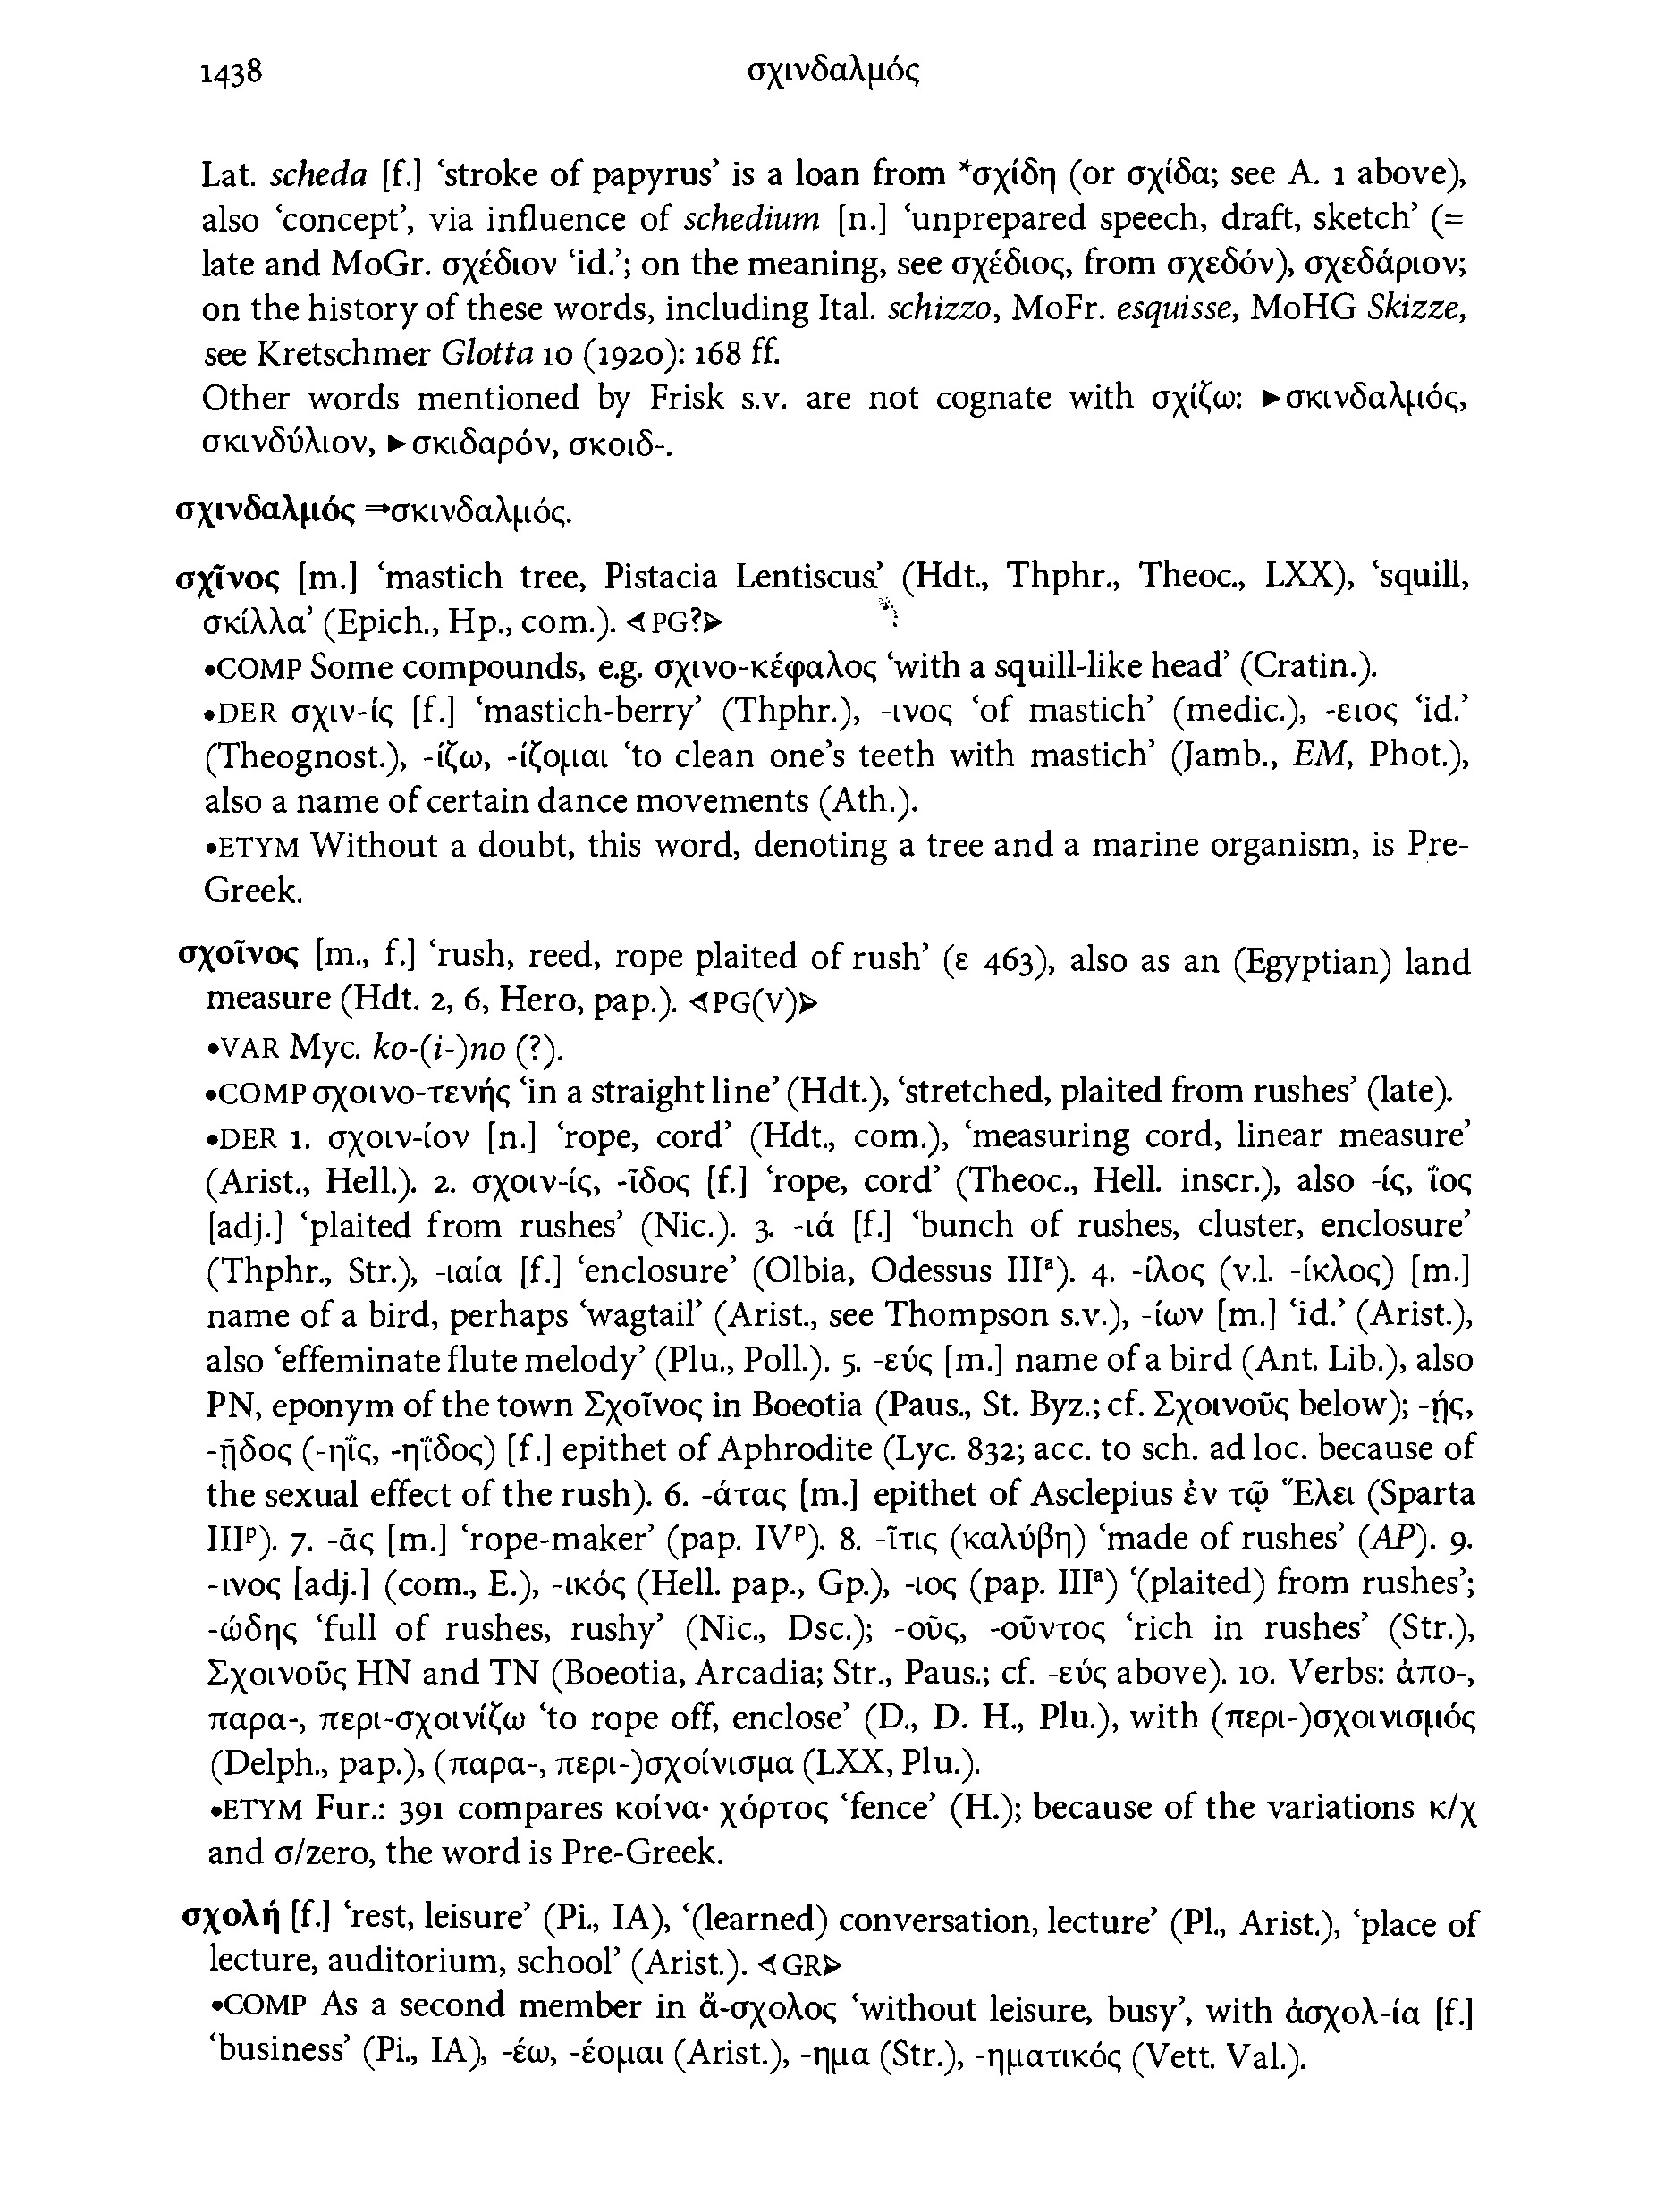 1438 σχινδαλμός
Lat. scheda [f.] ‘stroke of papyrus’ is a loan from *σχίδη (or σχίδα; see A. 1 above),
also ‘concept’, via influence of schedium [n.] ‘unprepared speech, draft, sketch’ (=
late and MoGr. σχέδιον ‘id.’; on the meaning, see σχέδιος, from σχεδόν), σχεδάριον;
on the history of these words, including Ital. schizzo, MoFr. esquisse, MoHG Skizze,
see Kretschmer Glotta 10 (1920): 168 ff.
Other words mentioned by Frisk s.v. are not cognate with σχίζω: ►σκινδαλμός,
σκινδύλιον, ►σκιδαρόν, σκοιδ-.
σχινδαλμός ⇒σκινδαλμός.
σχῖνος [m.] ‘mastich tree, Pistacia Lentiscus’ (Hdt., Thphr., Theoc., LXX), ‘squill,
σκίλλα’ (Epich., Hp., com.). ◁PG?▷
•COMP Some compounds, e.g. σχινο-κέφαλος ‘with a squill-like head’ (Cratin.).
•DER σχιν-ίς [f.] ‘mastich-berry’ (Thphr.), -ινος ‘of mastich’ (medic.), -ειος ‘id.’
(Theognost.), -ίζω, -ίζομαι ‘to clean one’s teeth with mastich’ (Jamb., EM, Phot.),
also a name of certain dance movements (Ath.).
•ETYM Without a doubt, this word, denoting a tree and a marine organism, is Pre-
Greek.
σχοῖνος [m., f.] ‘rush, reed, rope plaited of rush’ (ε 463), also as an (Egyptian) land
measure (Hdt. 2, 6, Hero, pap.). ◁PG(V)▷
•VAR Myc. ko-(i-)no (?).
•COMP σχοινο-τενής ‘in a straight line’ (Hdt.), ‘stretched, plaited from rushes’ (late).
•DER 1. σχοιν-ίον [n.] ‘rope, cord’ (Hdt., com.), ‘measuring cord, linear measure’
(Arist., Hell.). 2. σχοιν-ίς, -ῖδος [f.] ‘rope, cord’ (Theoc., Hell. inscr.), also -ίς, ΐος
[adj.] ‘plaited from rushes’ (Nic.). 3. -ιά [f.] ‘bunch of rushes, cluster, enclosure’
(Thphr., Str.), -ιαία [f.] ‘enclosure’ (Olbia, Odessus IIIᵃ). 4. -ίλος (v.l. -ίκλος) [m.]
name of a bird, perhaps ‘wagtail’ (Arist., see Thompson s.v.), -ίων [m.] ‘id.’ (Arist.),
also ‘effeminate flute melody’ (Plu., Poll.). 5. -εύς [m.] name of a bird (Ant. Lib.), also
PN, eponym of the town Σχοῖνος in Boeotia (Paus., St. Byz.; cf. Σχοινοῦς below); -ῄς,
-ῇδος (-ηΐς, -ηΐδος) [f.] epithet of Aphrodite (Lyc. 832; acc. to sch. ad loc. because of
the sexual effect of the rush). 6. -άτας [m.] epithet of Asclepius ἐν τῷ Ἕλει (Sparta
IIIᵖ). 7. -ᾶς [m.] ‘rope-maker’ (pap. IVᵖ). 8. -ῖτις (καλύβη) ‘made of rushes’ (AP). 9.
-ινος [adj.] (com., E.), -ικός (Hell. pap., Gp.), -ιος (pap. IIIᵃ) ‘(plaited) from rushes’;
-ώδης ‘full of rushes, rushy’ (Nic., Dsc.); -οῦς, -οῦντος ‘rich in rushes’ (Str.),
Σχοινοῦς HN and TN (Boeotia, Arcadia; Str., Paus.; cf. -εύς above). 10. Verbs: ἀπο-,
παρα-, περι-σχοινίζω ‘to rope off, enclose’ (D., D. H., Plu.), with (περι-)σχοινισμός
(Delph., pap.), (παρα-, περι-)σχοίνισμα (LXX, Plu.).
•ETYM Fur.: 391 compares κοίνα· χόρτος ‘fence’ (H.); because of the variations κ/χ
and σ/zero, the word is Pre-Greek.
σχολή [f.] ‘rest, leisure’ (Pi., IA), ‘(learned) conversation, lecture’ (Pl., Arist.), ‘place of
lecture, auditorium, school’ (Arist.). ◁GR▷
•COMP As a second member in ἄ-σχολος ‘without leisure, busy’, with ἀσχολ-ία [f.]
‘business’ (Pi., IA), -έω, -έομαι (Arist.), -ημα (Str.), -ηματικός (Vett. Val.).